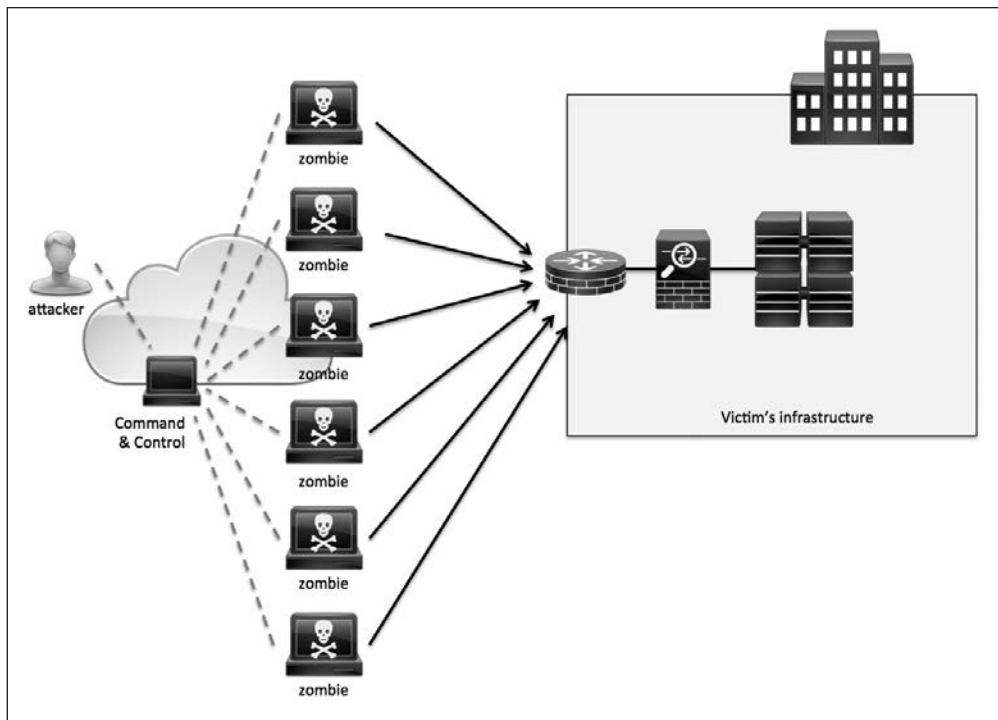 attacker
Command
& Control
zombie
zombie
zombie
zombie
zombie
zombie
Victim's infrastructure